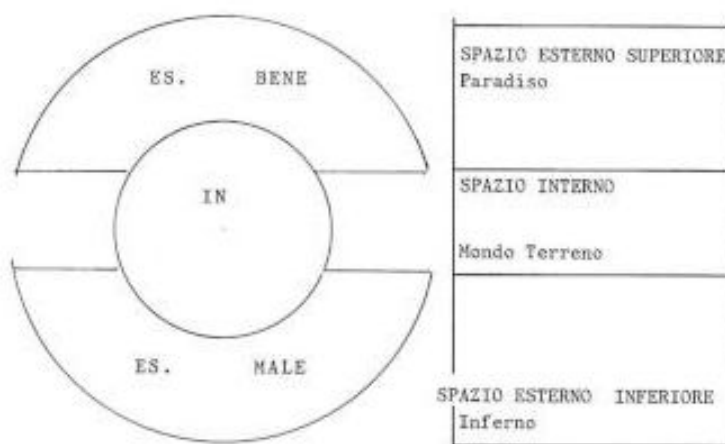 ES. BENE
IN
ES. MALE
SPAZIO ESTERNO SUPERIORE
Paradiso
SPAZIO INTERNO
Mondo Terreno
SPAZIO ESTERNO INFERIORE
Inferno